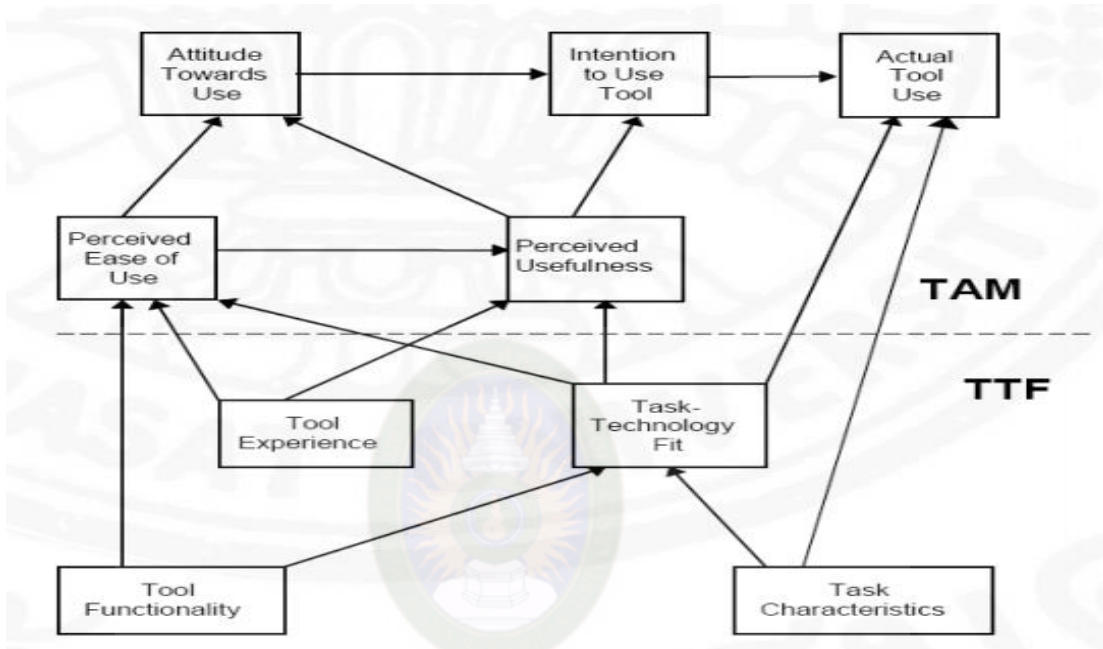 Attitude
Towards
Use
Intention
to Use
Tool
Actual
Tool
Use
Perceived
Ease of
Use
Perceived
Usefulness
TAM
TTF
Tool
Experience
Task-
Technology
Fit
Tool
Functionality
Task
Characteristics